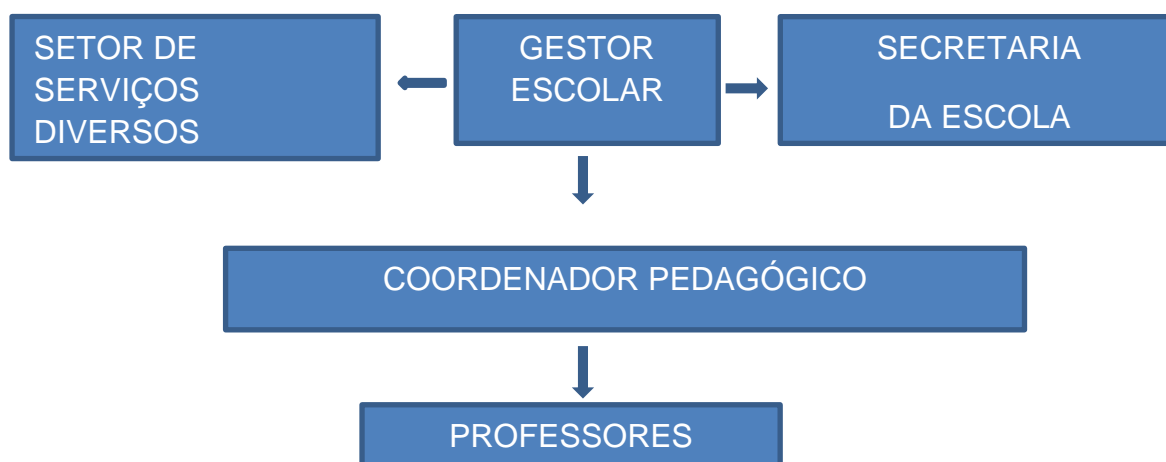 SETOR DE
SERVIÇOS
DIVERSOS
GESTOR
ESCOLAR
SECRETARIA
DA ESCOLA
COORDENADOR PEDAGÓGICO
PROFESSORES